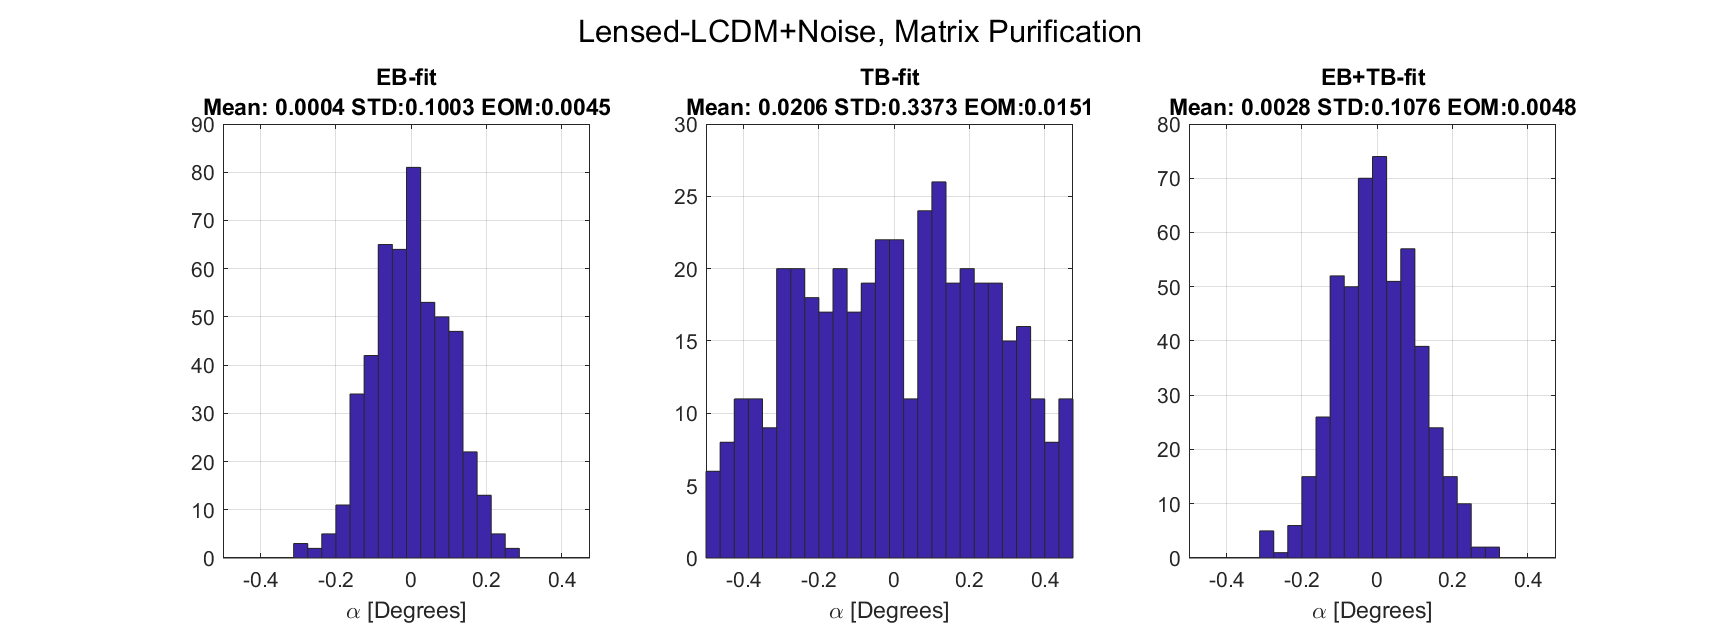 Lensed-LCDM+Noise, Matrix Purification
EB-fit
Mean: 0.0004 STD:0.1003 EOM:0.0045
90
80
70
60
50
40
30
20
10
0
-0.4 -0.2 0 0.2 0.4
α [Degrees]
TB-fit
Mean: 0.0206 STD:0.3373 EOM:0.0151
30
25
20
15
10
5
0
-0.4 -0.2 0 0.2 0.4
α [Degrees]
EB+TB-fit
Mean: 0.0028 STD:0.1076 EOM:0.0048
80
70
60
50
40
30
20
10
0
-0.4 -0.2 0 0.2 0.4
α [Degrees]